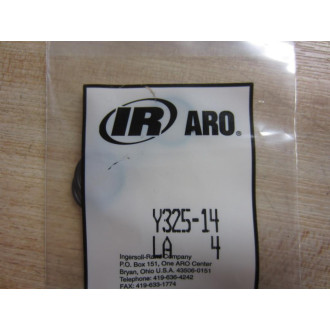 IR ARO®
Y325-14
LA 4
Ingersoll-Rand Company
P.O. Box 151, One ARO Center
Bryan, Ohio U.S.A. 43506-0151
Telephone: 419-636-4242
FAX: 419-633-1774